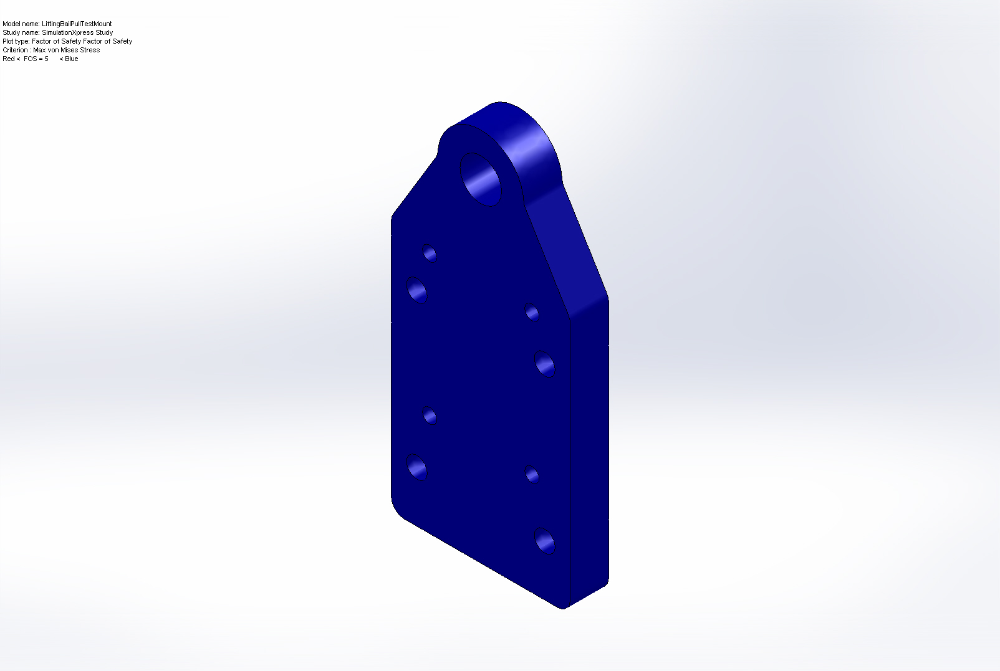 Model name: LiftingBailPullTestMount
Study name: SimulationXpress Study
Plot type: Factor of Safety Factor of Safety
Criterion : Max von Mises Stress
Red < FOS = 5 < Blue